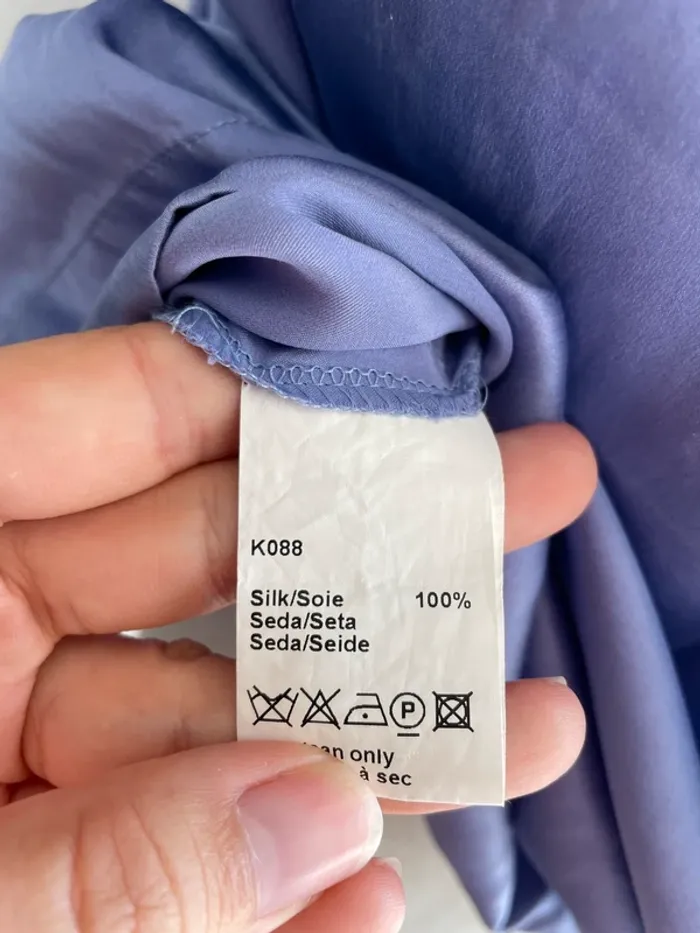 K088
Silk/Soie 100%
Seda/Seta
Seda/Seide
P
only
à sec